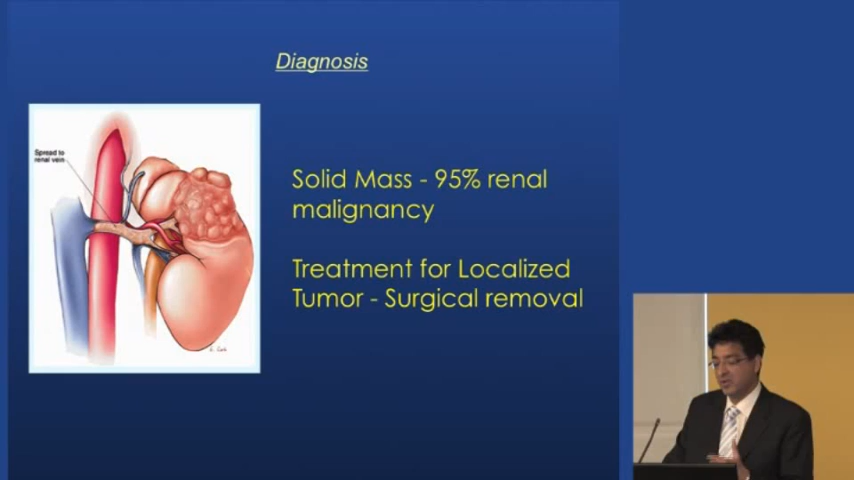 Diagnosis
Spread to
renal vein
Solid Mass - 95% renal
malignancy
Treatment for Localized
Tumor - Surgical removal